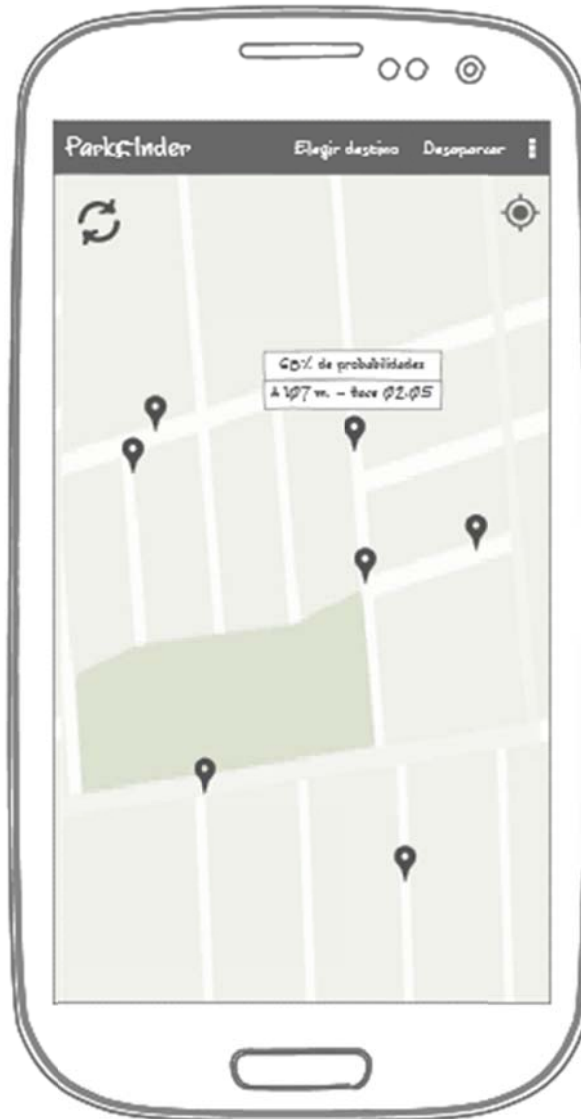 ParkFinder Elegir destino Desaparcar
60% de probabilidades
A 107 m. - hace 02:05